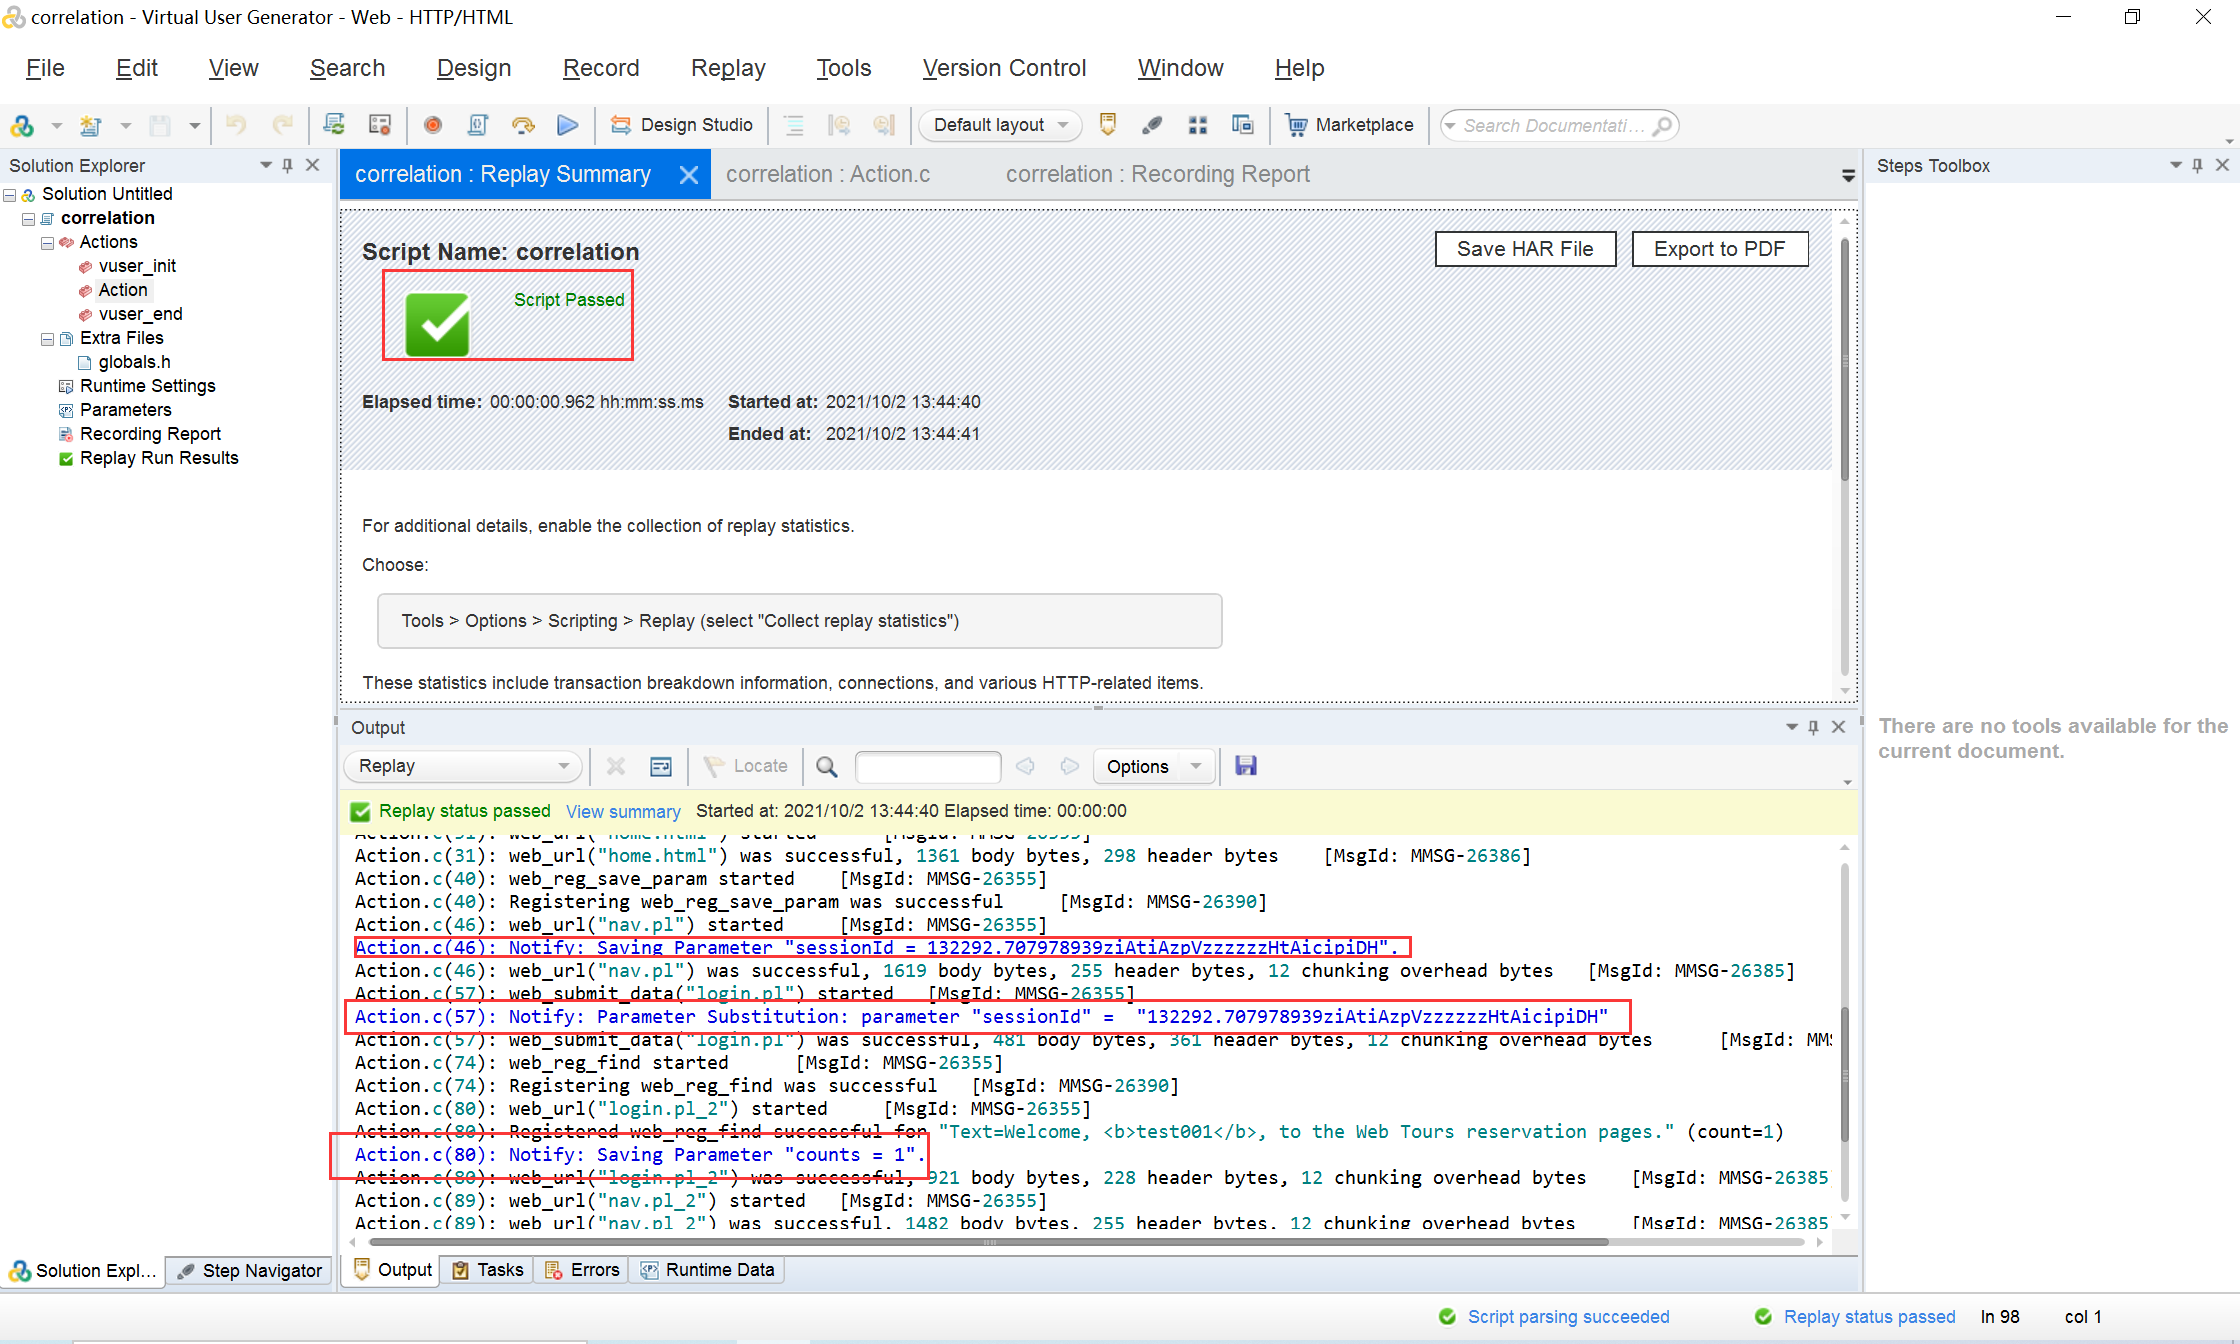 correlation - Virtual User Generator - Web - HTTP/HTML
File Edit View Search Design Record Replay Tools Version Control Window Help
Design Studio Default layout Marketplace Search Documentati...
Solution Explorer
Solution Untitled
correlation
Actions
vuser_init
Action
vuser_end
Extra Files
globals.h
Runtime Settings
Parameters
Recording Report
Replay Run Results
Solution Expl... Step Navigator
correlation : Replay Summary correlation : Action.c correlation : Recording Report
Script Name: correlation
Save HAR File Export to PDF
Script Passed
Elapsed time: 00:00:00.962 hh:mm:ss.ms Started at: 2021/10/2 13:44:40
Ended at: 2021/10/2 13:44:41
For additional details, enable the collection of replay statistics.
Choose:
Tools > Options > Scripting > Replay (select "Collect replay statistics")
These statistics include transaction breakdown information, connections, and various HTTP-related items.
Output
Replay Locate Options
Replay status passed View summary Started at: 2021/10/2 13:44:40 Elapsed time: 00:00:00
Action.c(31): web_url("home.html") started [MsgId: MMSG-26355]
Action.c(31): web_url("home.html") was successful, 1361 body bytes, 298 header bytes [MsgId: MMSG-26386]
Action.c(40): web_reg_save_param started [MsgId: MMSG-26355]
Action.c(40): Registering web_reg_save_param was successful [MsgId: MMSG-26390]
Action.c(46): web_url("nav.pl") started [MsgId: MMSG-26355]
Action.c(46): Notify: Saving Parameter "sessionId = 132292.707978939ziAtiAzpVzzzzzzHtAicipiDH".
Action.c(46): web_url("nav.pl") was successful, 1619 body bytes, 255 header bytes, 12 chunking overhead bytes [MsgId: MMSG-26385]
Action.c(57): web_submit_data("login.pl") started [MsgId: MMSG-26355]
Action.c(57): Notify: Parameter Substitution: parameter "sessionId" = "132292.707978939ziAtiAzpVzzzzzzHtAicipiDH"
Action.c(57): web_submit_data("login.pl") was successful, 481 body bytes, 361 header bytes, 12 chunking overhead bytes [MsgId: MMS
Action.c(74): web_reg_find started [MsgId: MMSG-26355]
Action.c(74): Registering web_reg_find was successful [MsgId: MMSG-26390]
Action.c(80): web_url("login.pl_2") started [MsgId: MMSG-26355]
Action.c(80): Registered web_reg_find successful for "Text=Welcome, <b>test001</b>, to the Web Tours reservation pages." (count=1)
Action.c(80): Notify: Saving Parameter "counts = 1".
Action.c(80): web_url("login.pl_2") was successful, 921 body bytes, 228 header bytes, 12 chunking overhead bytes [MsgId: MMSG-26385
Action.c(89): web_url("nav.pl_2") started [MsgId: MMSG-26355]
Action.c(89): web_url("nav.pl_2") was successful, 1482 body bytes, 255 header bytes, 12 chunking overhead bytes [MsgId: MMSG-26385
Output Tasks Errors Runtime Data
Steps Toolbox
There are no tools available for the
current document.
Script parsing succeeded Replay status passed ln 98 col 1